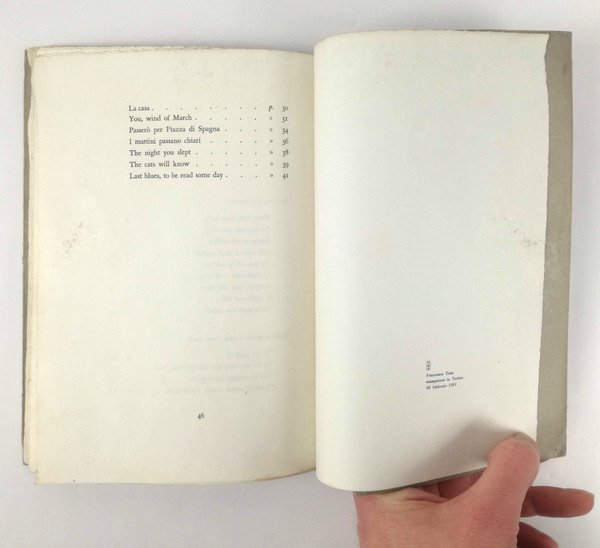 La casa . . . . . . . . p. 30
You, wind of March . . . . . » 31
Passerò per Piazza di Spagna . . . . » 34
I mattini passano chiari . . . . . » 36
The night you slept . . . . . » 38
The cats will know . . . . . » 39
Last blues, to be read some day . . . . » 41
46
Francesco Toso
stampatore in Torino
28 febbraio 1951